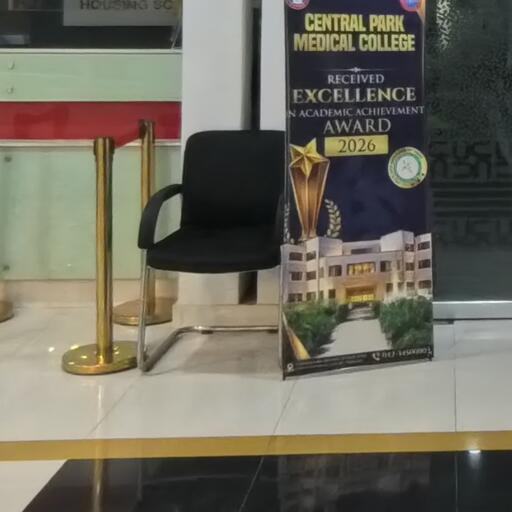 HOUSING SC
CENTRAL PARK
MEDICAL COLLEGE
RECEIVED
EXCELLENCE
N ACADEMIC ACHIEVEMENT
AWARD
2026